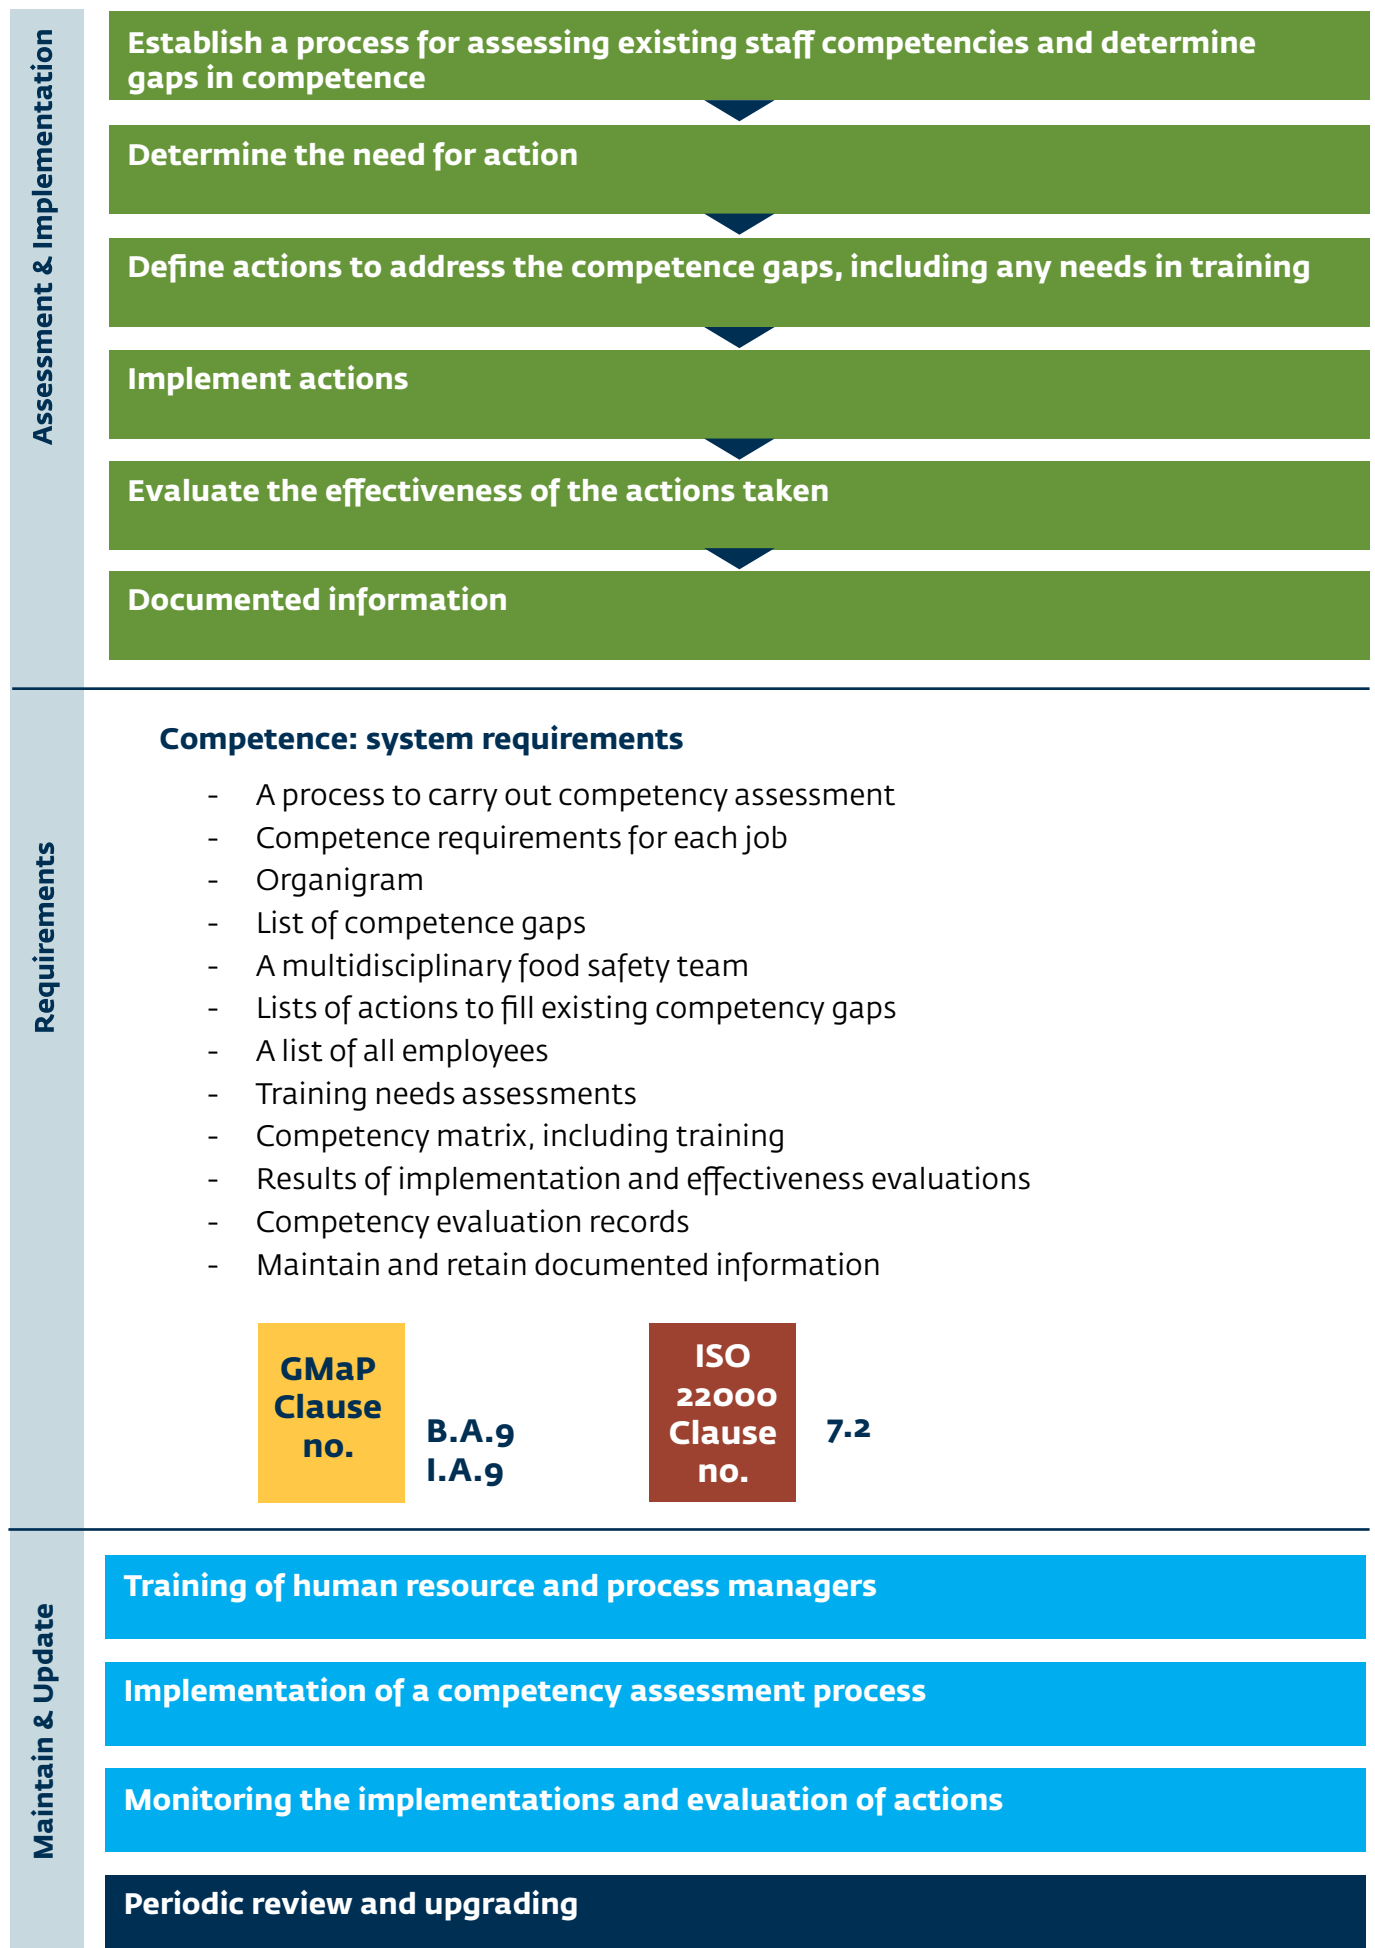 Assessment & Implementation
Establish a process for assessing existing staff competencies and determine
gaps in competence
Determine the need for action
Define actions to address the competence gaps, including any needs in training
Implement actions
Evaluate the effectiveness of the actions taken
Documented information
Requirements
Competence: system requirements
- A process to carry out competency assessment
- Competence requirements for each job
- Organigram
- List of competence gaps
- A multidisciplinary food safety team
- Lists of actions to fill existing competency gaps
- A list of all employees
- Training needs assessments
- Competency matrix, including training
- Results of implementation and effectiveness evaluations
- Competency evaluation records
- Maintain and retain documented information
GMaP
Clause
no.
B.A.9
I.A.9
ISO
22000
Clause
no.
7.2
Maintain & Update
Training of human resource and process managers
Implementation of a competency assessment process
Monitoring the implementations and evaluation of actions
Periodic review and upgrading